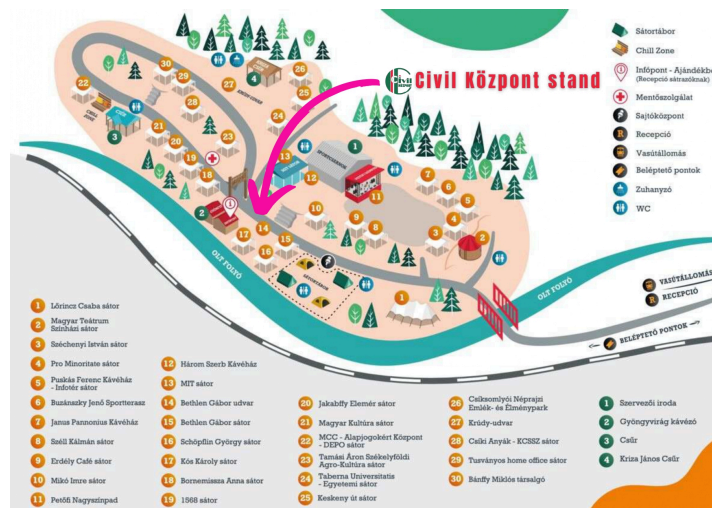 Civil Központ stand
Sátortábor
Chill Zone
Infópont - Ajándékbo
(Recepció sátrazóknak)
Mentőszolgálat
Sajtóközpont
Recepció
Vasútállomás
Beléptető pontok
Zuhanyzó
WC
CHILL ZONE
SPORTCSARNOK
SÁTORTÁBOR
OLT FOLYÓ
OLT FOLYÓ
VASÚTÁLLOMÁS
RECEPCIÓ
BELÉPTETŐ PONTOK
1 Lőrincz Csaba sátor
2 Magyar Teátrum
Színházi sátor
3 Széchenyi István sátor
4 Pro Minoritate sátor
5 Puskás Ferenc Kávéház
- Infotér sátor
6 Buzánszky Jenő Sportterasz
7 Janus Pannonius Kávéház
8 Széll Kálmán sátor
9 Erdély Café sátor
10 Mikó Imre sátor
11 Petőfi Nagyszínpad
12 Három Szerb Kávéház
13 MIT sátor
14 Bethlen Gábor udvar
15 Bethlen Gábor sátor
16 Schöpflin György sátor
17 Kós Károly sátor
18 Bornemissza Anna sátor
19 1568 sátor
20 Jakabffy Elemér sátor
21 Magyar Kultúra sátor
22 MCC - Alapjogokért Központ
- DEPO sátor
23 Tamási Áron Székelyföldi
Agro-Kultúra sátor
24 Taberna Universitatis
- Egyetemi sátor
25 Keskeny út sátor
26 Csíksomlyói Néprajzi
Emlék- és Élménypark
27 Krúdy-udvar
28 Csíki Anyák - KCSSZ sátor
29 Tusványos home office sátor
30 Bánffy Miklós társalgó
1 Szervezői iroda
2 Gyöngyvirág kávézó
3 Csűr
4 Kriza János Csűr